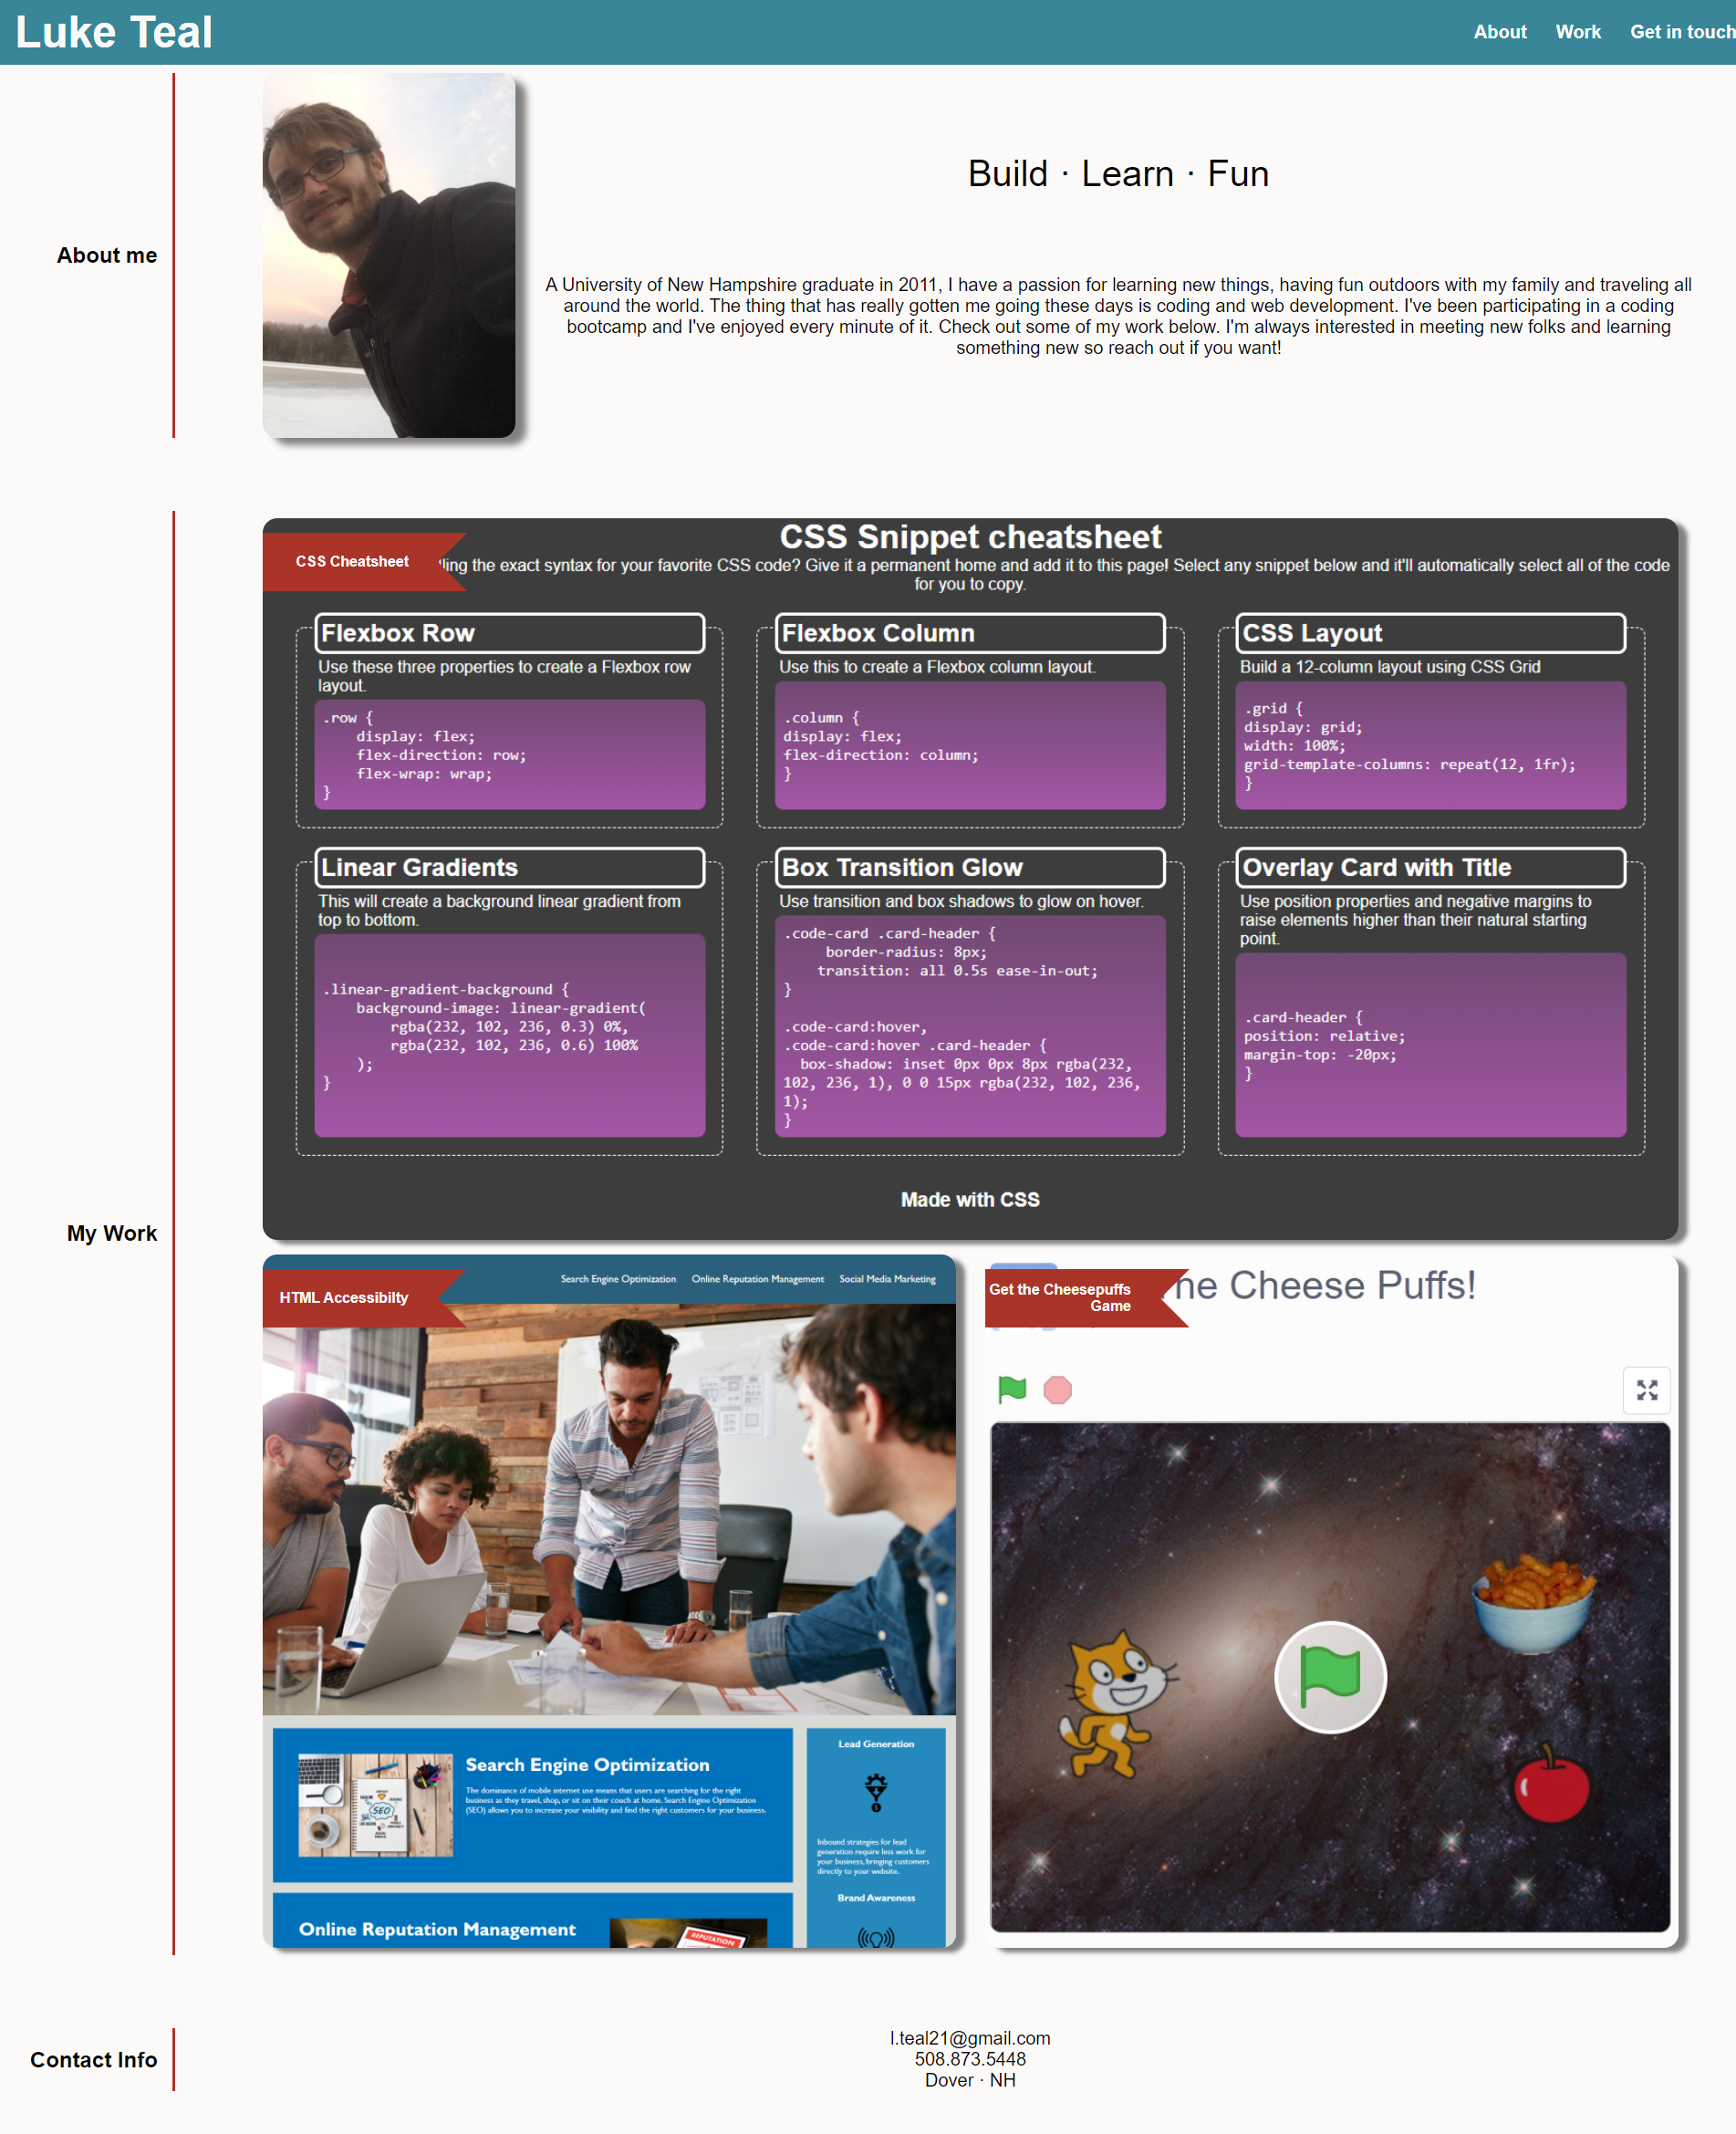 Luke Teal
About Work Get in touch
About me
Build · Learn · Fun
A University of New Hampshire graduate in 2011, I have a passion for learning new things, having fun outdoors with my family and traveling all
around the world. The thing that has really gotten me going these days is coding and web development. I've been participating in a coding
bootcamp and I've enjoyed every minute of it. Check out some of my work below. I'm always interested in meeting new folks and learning
something new so reach out if you want!
My Work
CSS Cheatsheet
CSS Snippet cheatsheet
ling the exact syntax for your favorite CSS code? Give it a permanent home and add it to this page! Select any snippet below and it'll automatically select all of the code
for you to copy.
Flexbox Row
Use these three properties to create a Flexbox row
layout.
.row {
display: flex;
flex-direction: row;
flex-wrap: wrap;
}
Flexbox Column
Use this to create a Flexbox column layout.
.column {
display: flex;
flex-direction: column;
}
CSS Layout
Build a 12-column layout using CSS Grid
.grid {
display: grid;
width: 100%;
grid-template-columns: repeat(12, 1fr);
}
Linear Gradients
This will create a background linear gradient from
top to bottom.
.linear-gradient-background {
background-image: linear-gradient(
rgba(232, 102, 236, 0.3) 0%,
rgba(232, 102, 236, 0.6) 100%
);
}
Box Transition Glow
Use transition and box shadows to glow on hover.
.code-card .card-header {
border-radius: 8px;
transition: all 0.5s ease-in-out;
}
.code-card:hover,
.code-card:hover .card-header {
box-shadow: inset 0px 0px 8px rgba(232,
102, 236, 1), 0 0 15px rgba(232, 102, 236,
1);
}
Overlay Card with Title
Use position properties and negative margins to
raise elements higher than their natural starting
point.
.card-header {
position: relative;
margin-top: -20px;
}
Made with CSS
HTML Accessibilty
Search Engine Optimization Online Reputation Management Social Media Marketing
SEO
Search Engine Optimization
The dominance of mobile internet use means that users are searching for the right
business as they travel, shop, or sit on their couch at home. Search Engine Optimization
(SEO) allows you to increase your visibility and find the right customers for your business.
Online Reputation Management
REPUTATION
Lead Generation
Inbound strategies for lead
generation require less work for
your business, bringing customers
directly to your website.
Brand Awareness
Get the Cheesepuffs
Game
he Cheese Puffs!
Contact Info
l.teal21@gmail.com
508.873.5448
Dover · NH